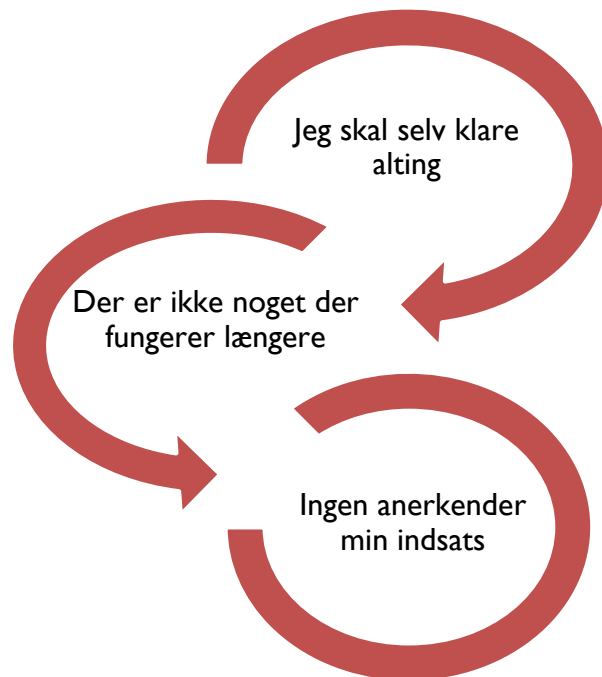 Jeg skal selv klare
alting
Der er ikke noget der
fungerer længere
Ingen anerkender
min indsats